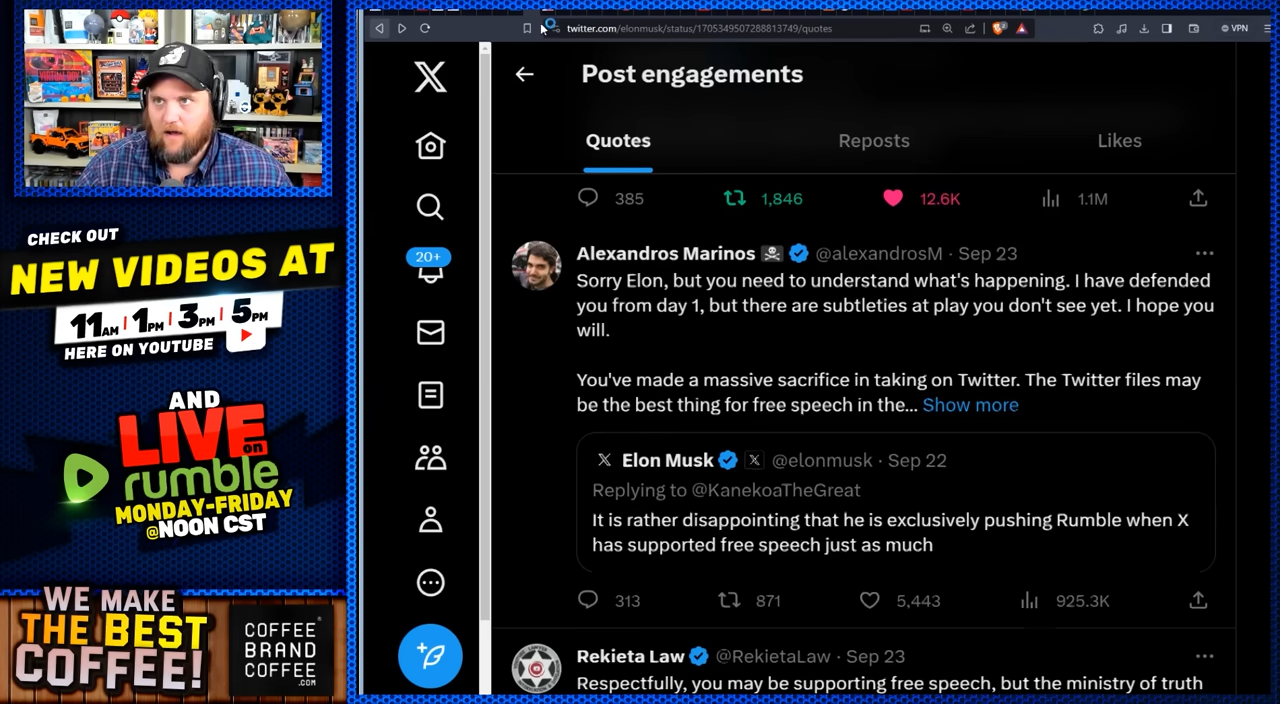 CHECK OUT
NEW VIDEOS AT
11AM | 1PM | 3PM | 5PM
HERE ON YOUTUBE
AND
LIVE on
rumble
MONDAY-FRIDAY
@NOON CST
WE MAKE
THE BEST
COFFEE!
COFFEE
BRAND
COFFEE
.COM
twitter.com/elonmusk/status/1705349507288813749/quotes
VPN
Post engagements
Quotes
Reposts
Likes
385
1,846
12.6K
1.1M
20+
Alexandros Marinos @alexandrosM · Sep 23
Sorry Elon, but you need to understand what's happening. I have defended
you from day 1, but there are subtleties at play you don't see yet. I hope you
will.
You've made a massive sacrifice in taking on Twitter. The Twitter files may
be the best thing for free speech in the... Show more
Elon Musk @elonmusk · Sep 22
Replying to @KanekoaTheGreat
It is rather disappointing that he is exclusively pushing Rumble when X
has supported free speech just as much
313
871
5,443
925.3K
Rekieta Law @RekietaLaw · Sep 23
Respectfully, you may be supporting free speech, but the ministry of truth